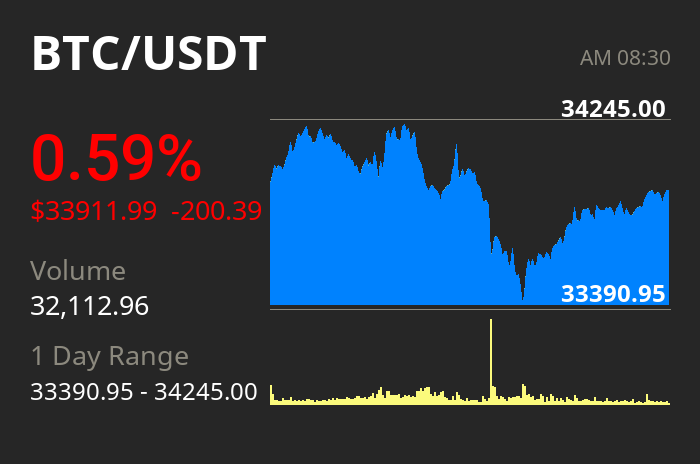 BTC/USDT
AM 08:30
34245.00
0.59%
$33911.99 -200.39
Volume
32,112.96
33390.95
1 Day Range
33390.95 - 34245.00